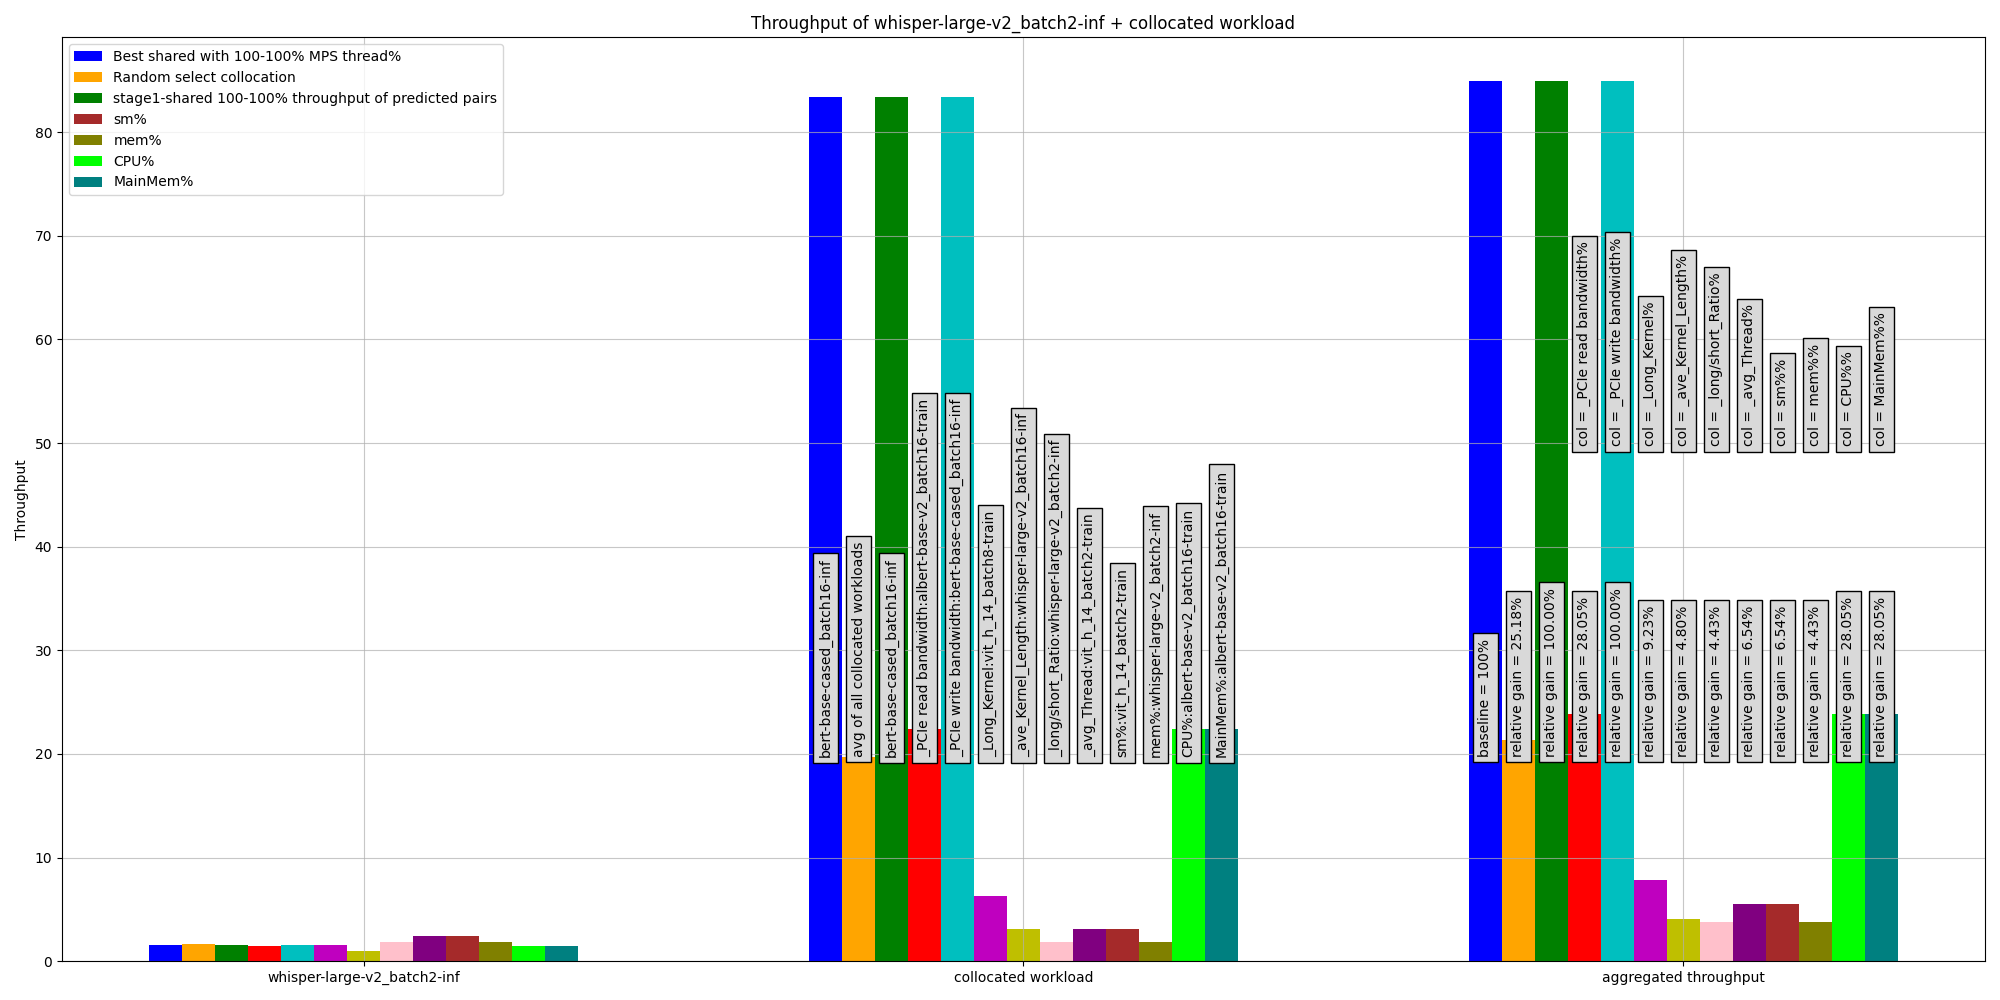 Throughput of whisper-large-v2_batch2-inf + collocated workload
Best shared with 100-100% MPS thread%
Random select collocation
stage1-shared 100-100% throughput of predicted pairs
sm%
mem%
CPU%
MainMem%
Throughput
80
70
60
50
40
30
20
10
0
bert-base-cased_batch16-inf
avg of all collocated workloads
bert-base-cased_batch16-inf
_PCIe read bandwidth:albert-base-v2_batch16-train
_PCIe write bandwidth:bert-base-cased_batch16-inf
_Long_Kernel:vit_h_14_batch8-train
_ave_Kernel_Length:whisper-large-v2_batch16-inf
_long/short_Ratio:whisper-large-v2_batch2-inf
_avg_Thread:vit_h_14_batch2-train
sm%:vit_h_14_batch2-train
mem%:whisper-large-v2_batch2-inf
CPU%:albert-base-v2_batch16-train
MainMem%:albert-base-v2_batch16-train
col = _PCIe read bandwidth%
col = _PCIe write bandwidth%
col = _Long_Kernel%
col = _ave_Kernel_Length%
col = _long/short_Ratio%
col = _avg_Thread%
col = sm%%
col = mem%%
col = CPU%%
col = MainMem%%
baseline = 100%
relative gain = 25.18%
relative gain = 100.00%
relative gain = 28.05%
relative gain = 100.00%
relative gain = 9.23%
relative gain = 4.80%
relative gain = 4.43%
relative gain = 6.54%
relative gain = 6.54%
relative gain = 4.43%
relative gain = 28.05%
relative gain = 28.05%
whisper-large-v2_batch2-inf
collocated workload
aggregated throughput